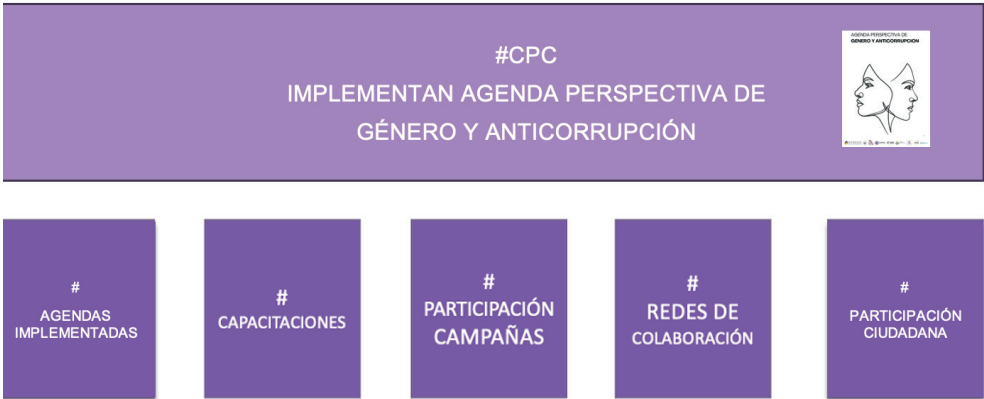 #CPC
IMPLEMENTAN AGENDA PERSPECTIVA DE
GÉNERO Y ANTICORRUPCIÓN
AGENDA PERSPECTIVA DE
GÉNERO Y ANTICORRUPCIÓN
#
AGENDAS
IMPLEMENTADAS
#
CAPACITACIONES
#
PARTICIPACIÓN
CAMPAÑAS
#
REDES DE
COLABORACIÓN
#
PARTICIPACIÓN
CIUDADANA